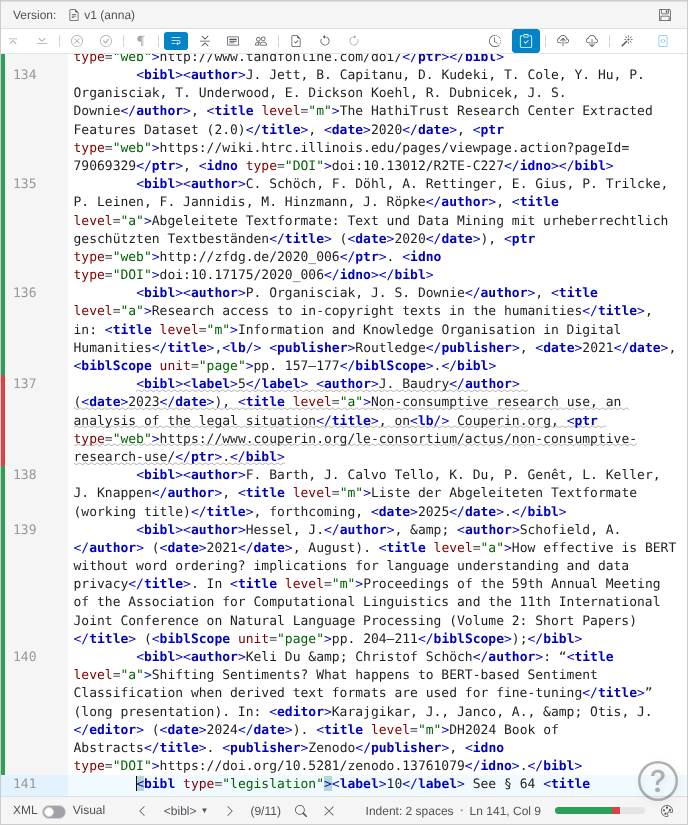 Version: v1 (anna)
type="web">http://www.tandfonline.com/doi/</ptr></bibl>
134 <bibl><author>J. Jett, B. Capitanu, D. Kudeki, T. Cole, Y. Hu, P.
Organisciak, T. Underwood, E. Dickson Koehl, R. Dubnicek, J. S.
Downie</author>, <title level="m">The HathiTrust Research Center Extracted
Features Dataset (2.0)</title>, <date>2020</date>, <ptr
type="web">https://wiki.htrc.illinois.edu/pages/viewpage.action?pageId=
79069329</ptr>, <idno type="DOI">doi:10.13012/R2TE-C227</idno></bibl>
135 <bibl><author>C. Schöch, F. Döhl, A. Rettinger, E. Gius, P. Trilcke,
P. Leinen, F. Jannidis, M. Hinzmann, J. Röpke</author>, <title
level="a">Abgeleitete Textformate: Text und Data Mining mit urheberrechtlich
geschützten Textbeständen</title> (<date>2020</date>), <ptr
type="web">http://zfdg.de/2020_006</ptr>. <idno
type="DOI">doi:10.17175/2020_006</idno></bibl>
136 <bibl><author>P. Organisciak, J. S. Downie</author>, <title
level="a">Research access to in-copyright texts in the humanities</title>,
in: <title level="m">Information and Knowledge Organisation in Digital
Humanities</title>,<lb/> <publisher>Routledge</publisher>, <date>2021</date>,
<biblScope unit="page">pp. 157–177</biblScope>.</bibl>
137 <bibl><label>5</label> <author>J. Baudry</author>
(<date>2023</date>), <title level="a">Non-consumptive research use, an
analysis of the legal situation</title>, on<lb/> Couperin.org, <ptr
type="web">https://www.couperin.org/le-consortium/actus/non-consumptive-
research-use/</ptr>.</bibl>
138 <bibl><author>F. Barth, J. Calvo Tello, K. Du, P. Genêt, L. Keller,
J. Knappen</author>, <title level="m">Liste der Abgeleiteten Textformate
(working title)</title>, forthcoming, <date>2025</date>.</bibl>
139 <bibl><author>Hessel, J.</author>, &amp; <author>Schofield, A.
</author> (<date>2021</date>, August). <title level="a">How effective is BERT
without word ordering? implications for language understanding and data
privacy</title>. In <title level="m">Proceedings of the 59th Annual Meeting
of the Association for Computational Linguistics and the 11th International
Joint Conference on Natural Language Processing (Volume 2: Short Papers)
</title> (<biblScope unit="page">pp. 204–211</biblScope>);</bibl>
140 <bibl><author>Keli Du &amp; Christof Schöch</author>: “<title
level="a">Shifting Sentiments? What happens to BERT-based Sentiment
Classification when derived text formats are used for fine-tuning</title>”
(long presentation). In: <editor>Karajgikar, J., Janco, A., &amp; Otis, J.
</editor> (<date>2024</date>). <title level="m">DH2024 Book of
Abstracts</title>. <publisher>Zenodo</publisher>, <idno
type="DOI">https://doi.org/10.5281/zenodo.13761079</idno>.</bibl>
141 <bibl type="legislation"><label>10</label> See § 64 <title
XML Visual <bibl> (9/11) Indent: 2 spaces · Ln 141, Col 9